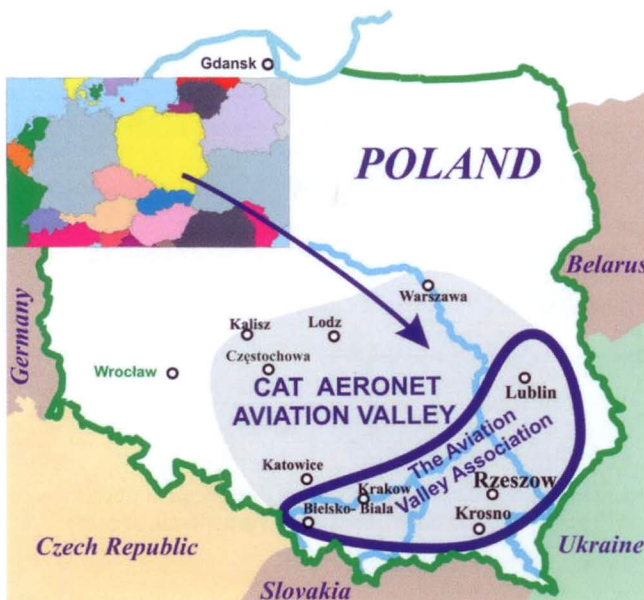 Gdansk
POLAND
Belarus
Germany
Warszawa
Kalisz
Lodz
Częstochowa
Wrocław
CAT AERONET
AVIATION VALLEY
Lublin
The Aviation
Valley Association
Katowice
Krakow
Rzeszow
Bielsko- Biala
Krosno
Czech Republic
Ukraine
Slovakia